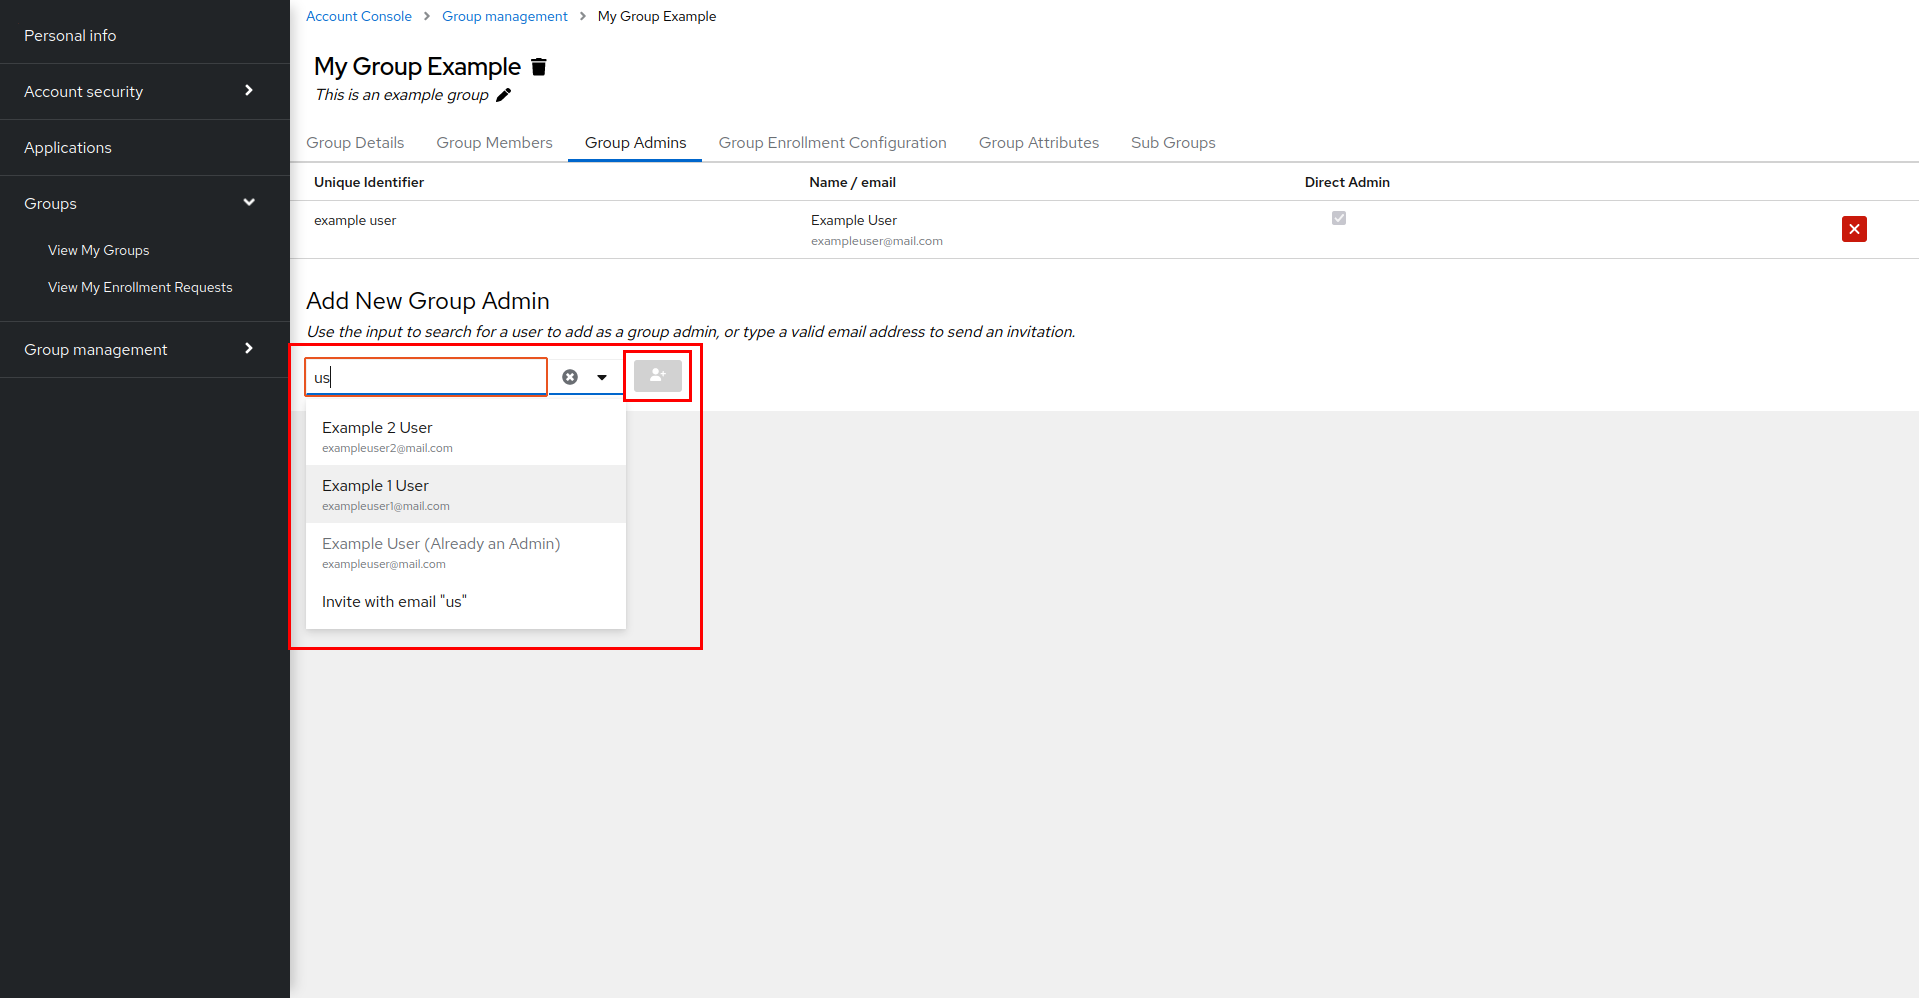 Personal info
Account security
Applications
Groups
View My Groups
View My Enrollment Requests
Group management
Account Console > Group management > My Group Example
My Group Example
This is an example group
Group Details Group Members Group Admins Group Enrollment Configuration Group Attributes Sub Groups
Unique Identifier Name / email Direct Admin
example user Example User
exampleuser@mail.com
Add New Group Admin
Use the input to search for a user to add as a group admin, or type a valid email address to send an invitation.
us
Example 2 User
exampleuser2@mail.com
Example 1 User
exampleuser1@mail.com
Example User (Already an Admin)
exampleuser@mail.com
Invite with email "us"